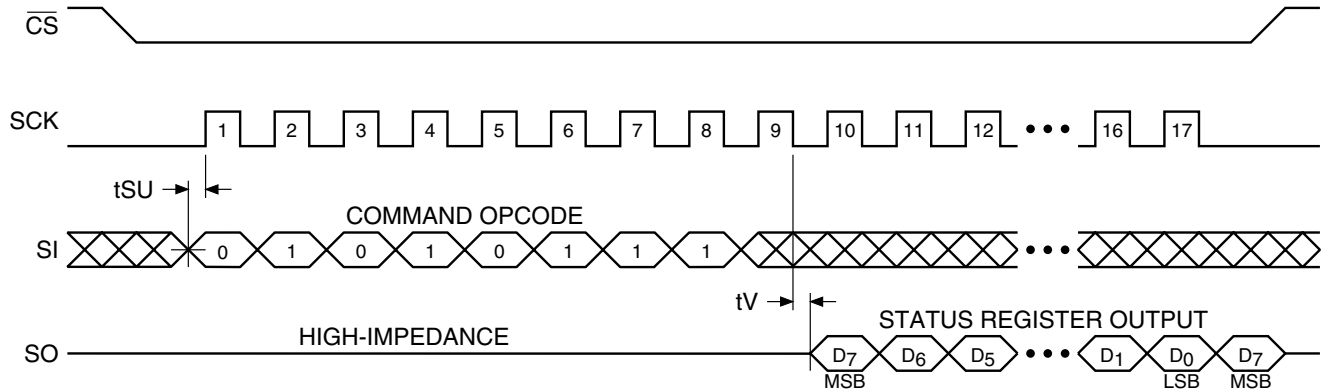 CS
SCK 1 2 3 4 5 6 7 8 9 10 11 12 ••• 16 17
tSU
COMMAND OPCODE
SI 0 1 0 1 0 1 1 1 •••
tV
HIGH-IMPEDANCE STATUS REGISTER OUTPUT
SO D7 D6 D5 ••• D1 D0 D7
MSB LSB MSB